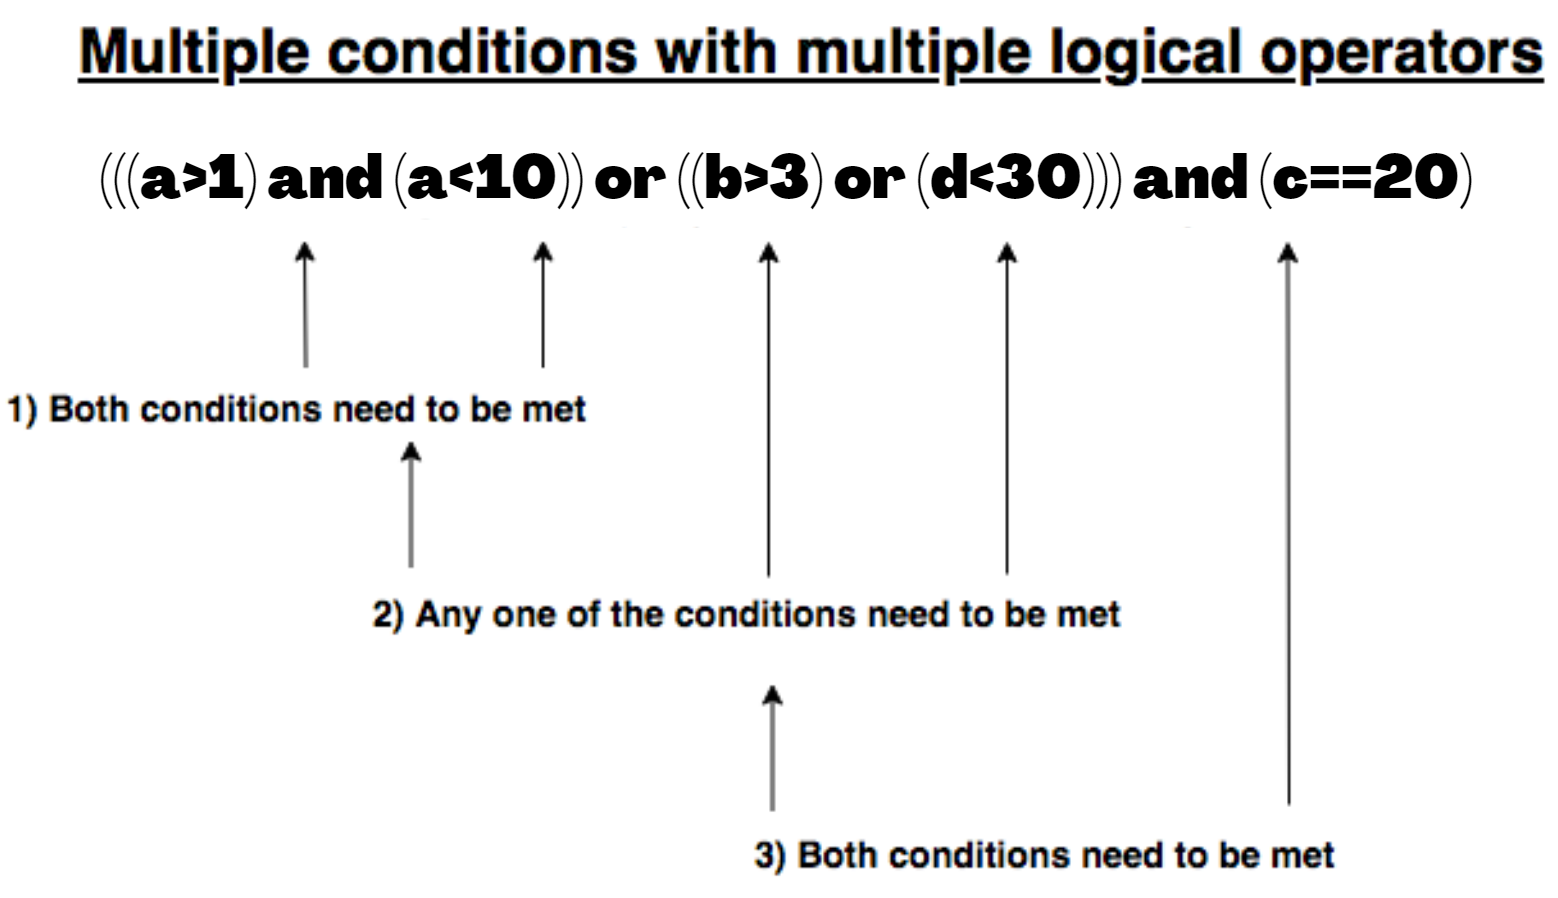 Multiple conditions with multiple logical operators
(((a>1) and (a<10)) or ((b>3) or (d<30))) and (c==20)
1) Both conditions need to be met
2) Any one of the conditions need to be met
3) Both conditions need to be met